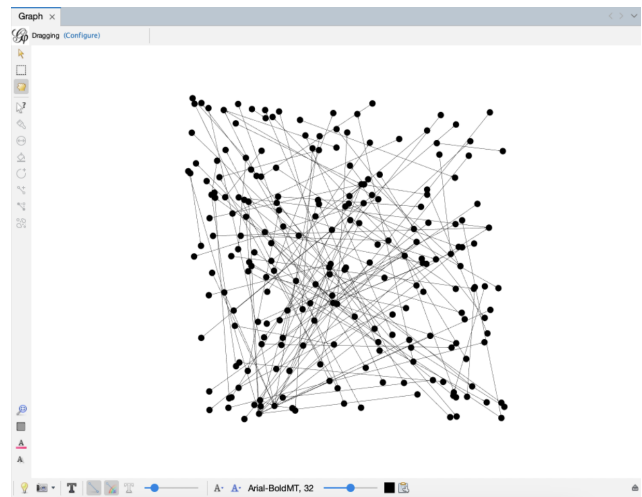 Graph ×
Dragging (Configure)
T
A- A- Arial-BoldMT, 32